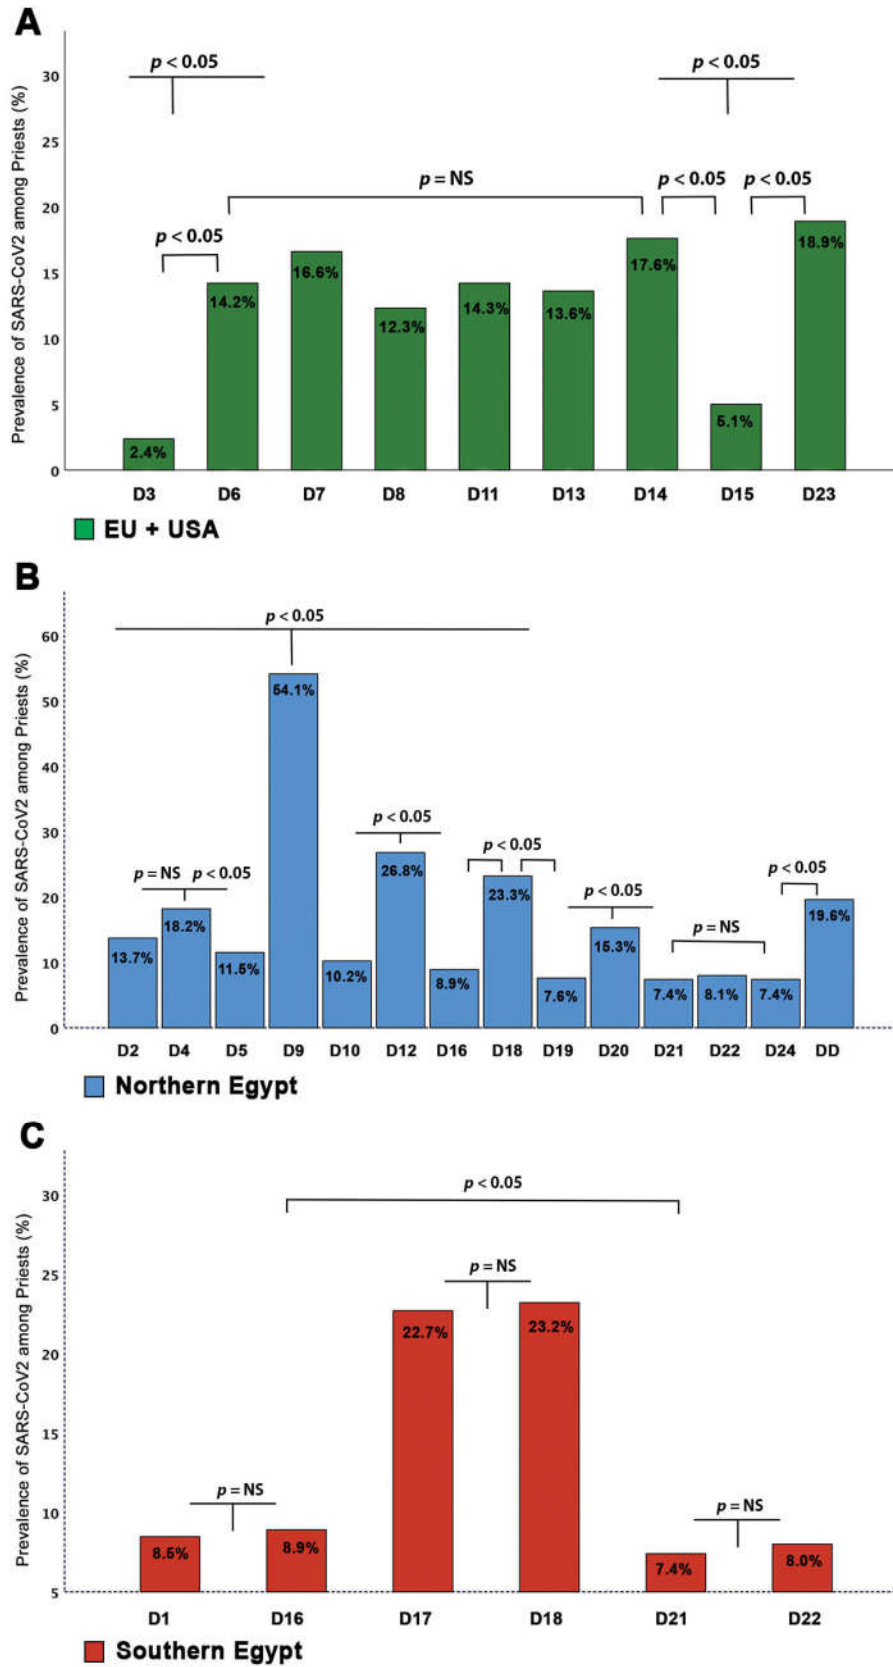 A
Prevalence of SARS-CoV2 among Priests (%)
30
25
20
15
10
5
0
p < 0.05
p < 0.05
p = NS
p < 0.05
p < 0.05
p < 0.05
2.4%
14.2%
16.6%
12.3%
14.3%
13.6%
17.6%
5.1%
18.9%
D3 D6 D7 D8 D11 D13 D14 D15 D23
EU + USA
B
Prevalence of SARS-CoV2 among Priests (%)
60
50
40
30
20
10
0
p < 0.05
p < 0.05
p < 0.05
p = NS p < 0.05
p < 0.05
p < 0.05
p = NS
13.7%
18.2%
11.5%
54.1%
10.2%
26.8%
8.9%
23.3%
7.6%
15.3%
7.4%
8.1%
7.4%
19.6%
D2 D4 D5 D9 D10 D12 D16 D18 D19 D20 D21 D22 D24 DD
Northern Egypt
C
Prevalence of SARS-CoV2 among Priests (%)
30
25
20
15
10
5
p < 0.05
p = NS
p = NS
p = NS
8.5%
8.9%
22.7%
23.2%
7.4%
8.0%
D1 D16 D17 D18 D21 D22
Southern Egypt